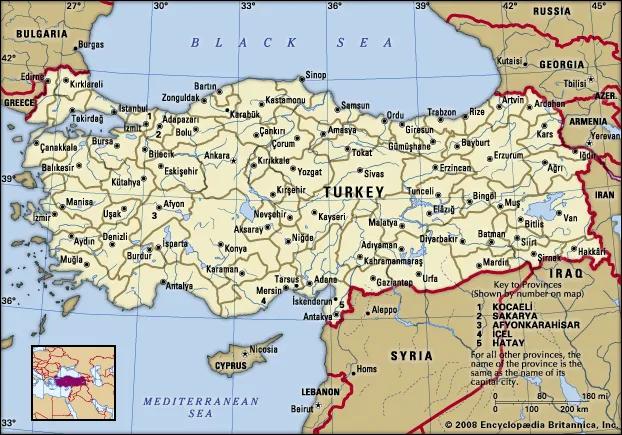 27 30 33 36 39 42 45
BULGARIA
RUSSIA
BLACK SEA
Burgas
42°
Kutaisi
GEORGIA
Tbilisi
42°
Edirne
Kırklareli
Sinop
Bartın
Zonguldak
Kastamonu
Samsun
Artvin
Ardahan
AZER.
GREECE
Tekirdağ
İstanbul
1
Karabük
Ordu
Trabzon
Rize
ARMENIA
İzmit
Adapazarı
2
Bolu
Çankırı
Amasya
Giresun
Kars
Yerevan
Çanakkale
Bursa
Çorum
Gümüşhane
Bayburt
Bilecik
Ankara
Tokat
Erzurum
Iğdır
Balıkesir
Eskişehir
Kırıkkale
Yozgat
Sivas
Erzincan
Ağrı
Kütahya
39°
Kırşehir
TURKEY
Tunceli
Bingöl
39°
IRAN
Manisa
Uşak
Afyon
3
Nevşehir
Kayseri
Elâzığ
Muş
Van
İzmir
Aksaray
Malatya
Bitlis
Aydın
Denizli
Isparta
Konya
Niğde
Adıyaman
Diyarbakır
Batman
Siirt
Hakkâri
Burdur
Muğla
Karaman
Kahramanmaraş
Mardin
Şırnak
Antalya
Mersin
Tarsus
Adana
Gaziantep
Urfa
IRAQ
36°
4
İskenderun
5
Antakya
Aleppo
Key to Provinces
(Shown by number on map)
1 KOCAELİ
2 SAKARYA
3 AFYONKARAHİSAR
4 İÇEL
5 HATAY
For all other provinces, the
name of the province is the
same as the name of its
capital city.
Nicosia
CYPRUS
SYRIA
Homs
LEBANON
Beirut
MEDITERRANEAN
SEA
33°
0 80 160 mi
0 100 200 km
© 2008 Encyclopædia Britannica, Inc.